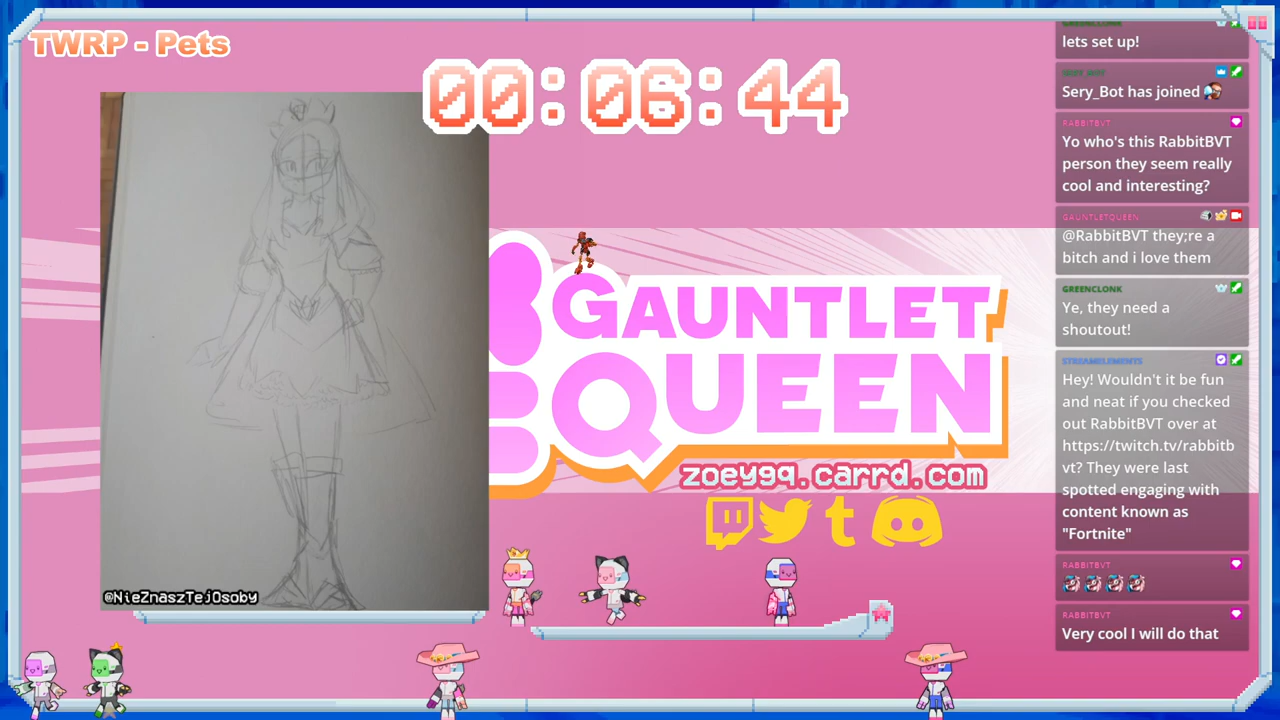 TWRP - Pets
00:06:44
@NieZnaszTejOsoby
GAUNTLET
QUEEN
zoey9q.carrd.com
GREENCLONK
lets set up!
SERY_BOT
Sery_Bot has joined
RABBITBVT
Yo who's this RabbitBVT
person they seem really
cool and interesting?
GAUNTLETQUEEN
@RabbitBVT they;re a
bitch and i love them
GREENCLONK
Ye, they need a
shoutout!
STREAMELEMENTS
Hey! Wouldn't it be fun
and neat if you checked
out RabbitBVT over at
https://twitch.tv/rabbitb
vt? They were last
spotted engaging with
content known as
"Fortnite"
RABBITBVT
RABBITBVT
Very cool I will do that